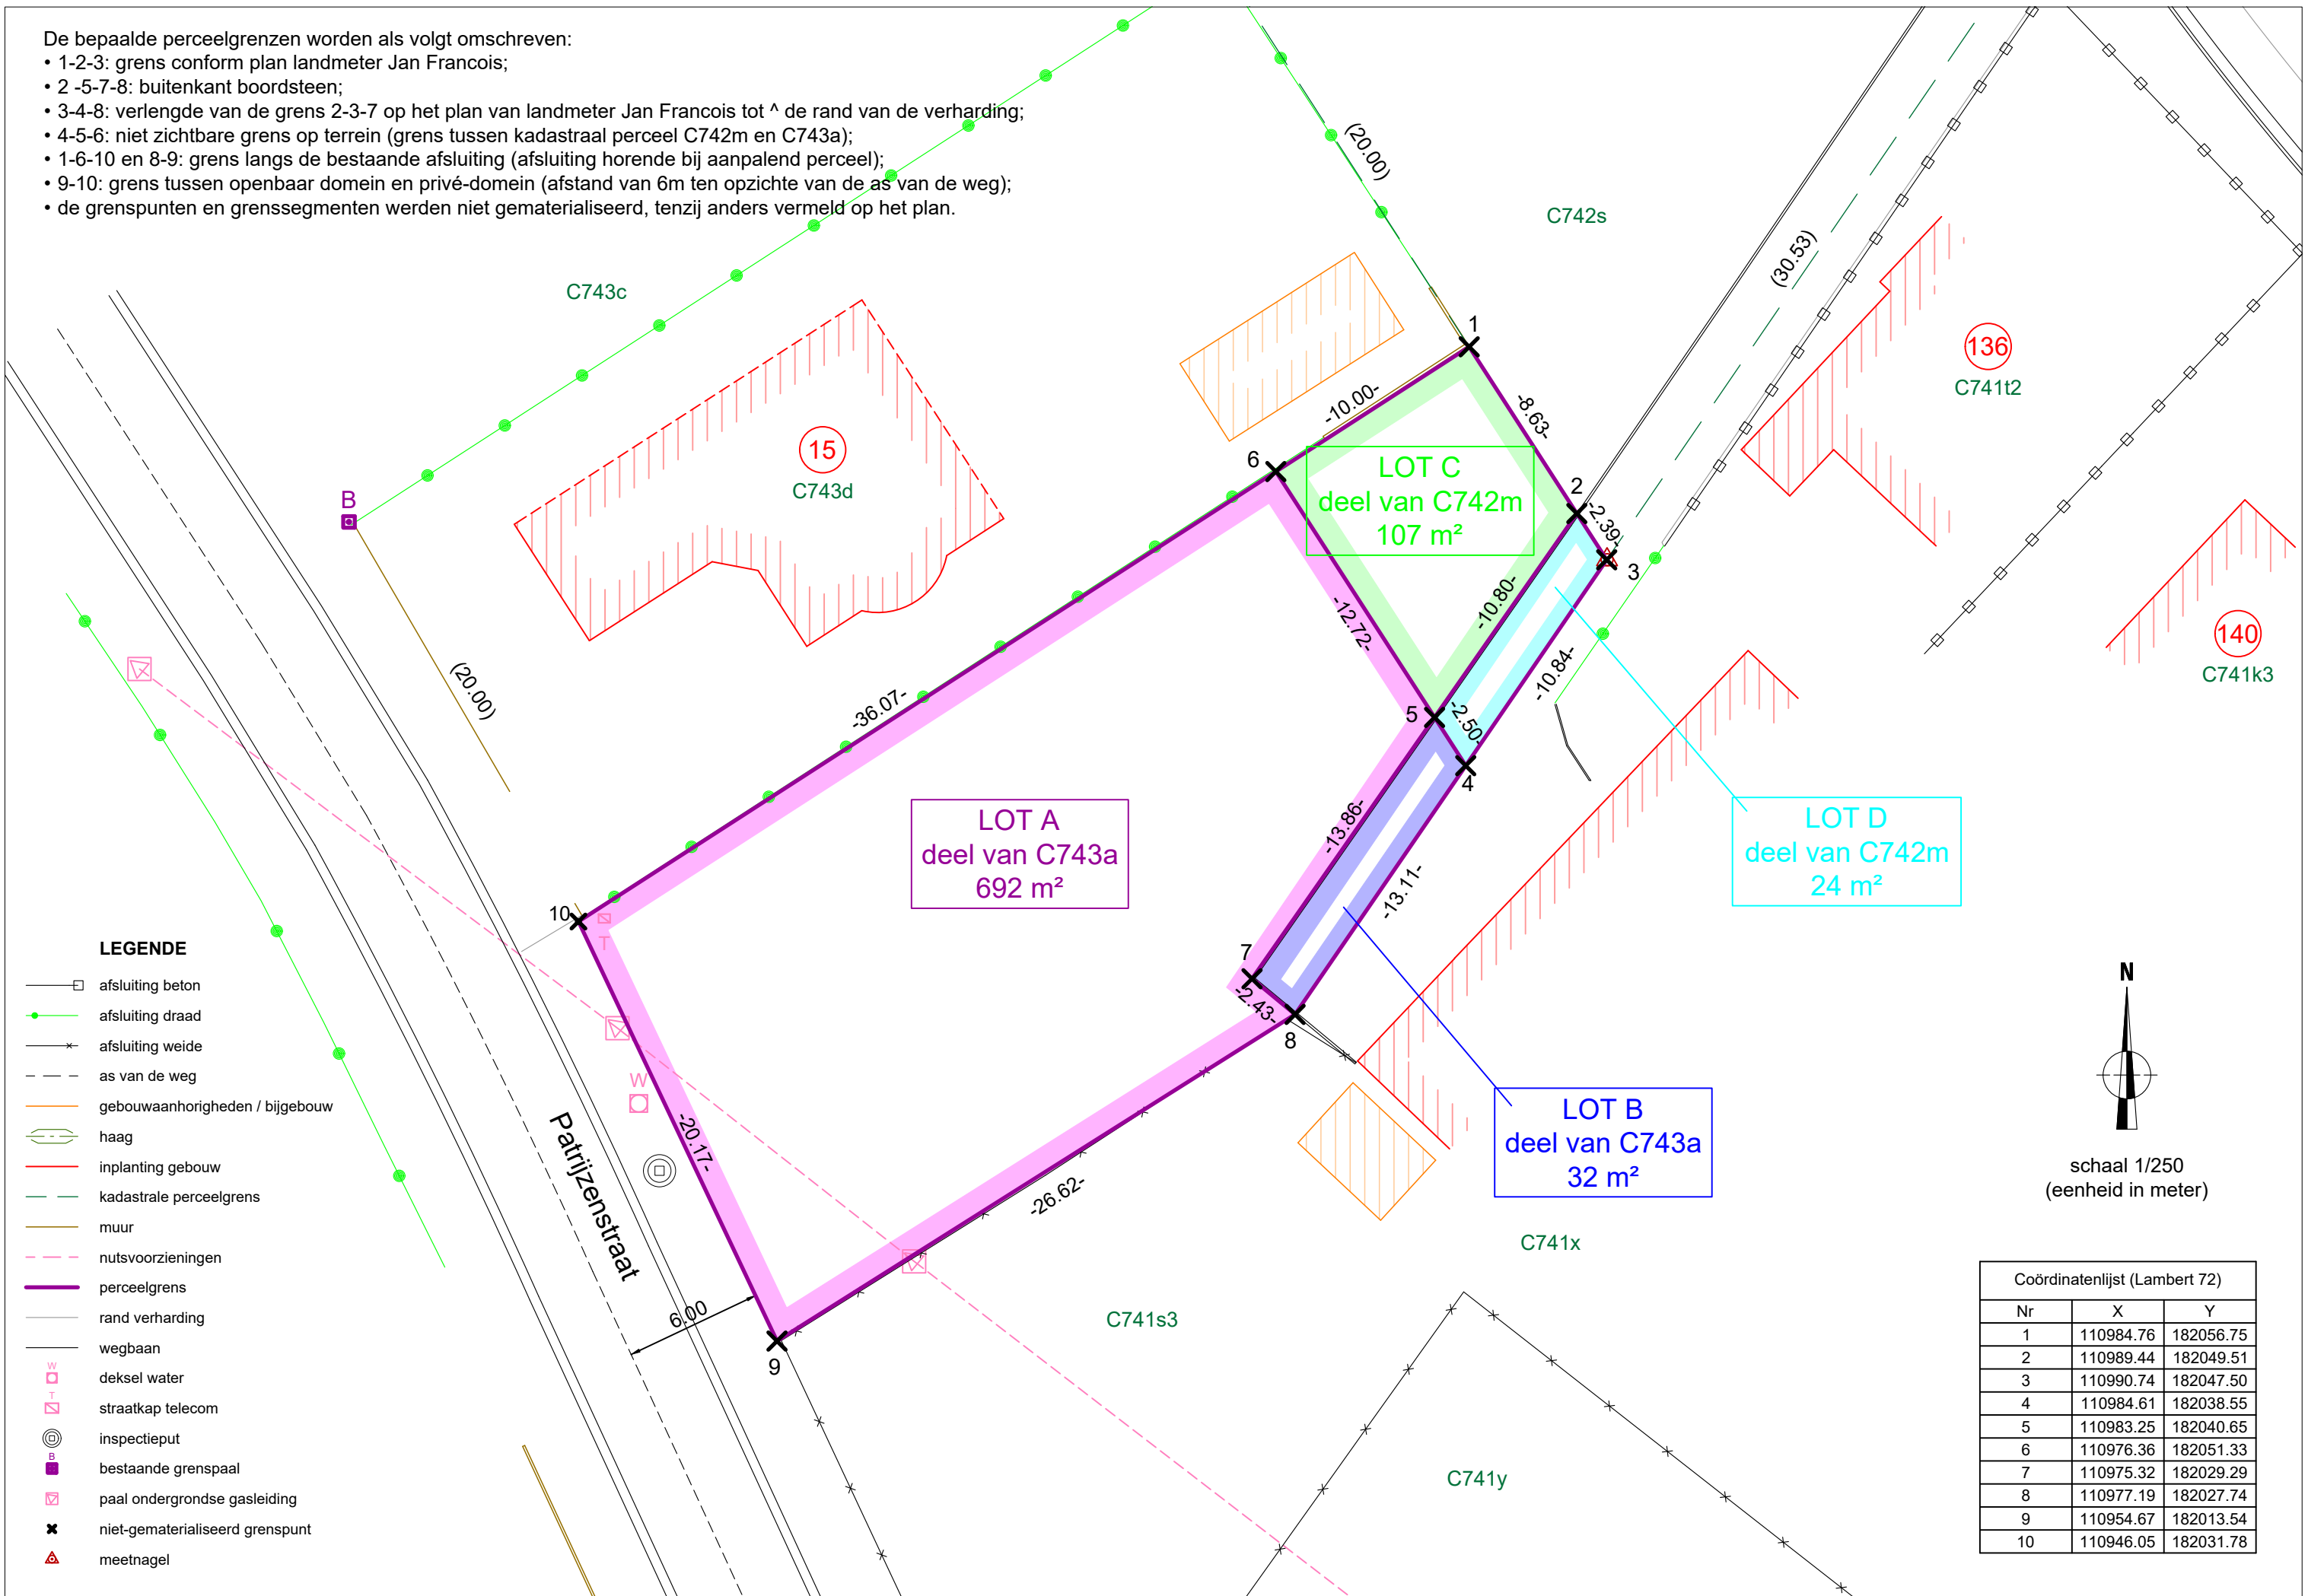 De bepaalde perceelgrenzen worden als volgt omschreven:
• 1-2-3: grens conform plan landmeter Jan Francois;
• 2 -5-7-8: buitenkant boordsteen;
• 3-4-8: verlengde van de grens 2-3-7 op het plan van landmeter Jan Francois tot ^ de rand van de verharding;
• 4-5-6: niet zichtbare grens op terrein (grens tussen kadastraal perceel C742m en C743a);
• 1-6-10 en 8-9: grens langs de bestaande afsluiting (afsluiting horende bij aanpalend perceel);
• 9-10: grens tussen openbaar domein en privé-domein (afstand van 6m ten opzichte van de as van de weg);
• de grenspunten en grenssegmenten werden niet gematerialiseerd, tenzij anders vermeld op het plan.
(20.00)
C742s
(30.53)
C743c
136
C741t2
1
-10.00-
-8.63-
15
C743d
6
LOT C
deel van C742m
107 m²
2
-2.39-
3
B
(20.00)
-12.72-
-10.80-
-10.84-
140
C741k3
-36.07-
5
-2.50-
4
LOT A
deel van C743a
692 m²
-13.86-
-13.11-
LOT D
deel van C742m
24 m²
10
T
7
-2.43-
8
W
-20.17-
Patrijzenstraat
-26.62-
LOT B
deel van C743a
32 m²
6.00
9
C741x
C741s3
C741y
N
schaal 1/250
(eenheid in meter)
LEGENDE
afsluiting beton
afsluiting draad
afsluiting weide
as van de weg
gebouwaanhorigheden / bijgebouw
haag
inplanting gebouw
kadastrale perceelgrens
muur
nutsvoorzieningen
perceelgrens
rand verharding
wegbaan
W
deksel water
T
straatkap telecom
inspectieput
B
bestaande grenspaal
paal ondergrondse gasleiding
niet-gematerialiseerd grenspunt
meetnagel
Coördinatenlijst (Lambert 72)
Nr X Y
1 110984.76 182056.75
2 110989.44 182049.51
3 110990.74 182047.50
4 110984.61 182038.55
5 110983.25 182040.65
6 110976.36 182051.33
7 110975.32 182029.29
8 110977.19 182027.74
9 110954.67 182013.54
10 110946.05 182031.78